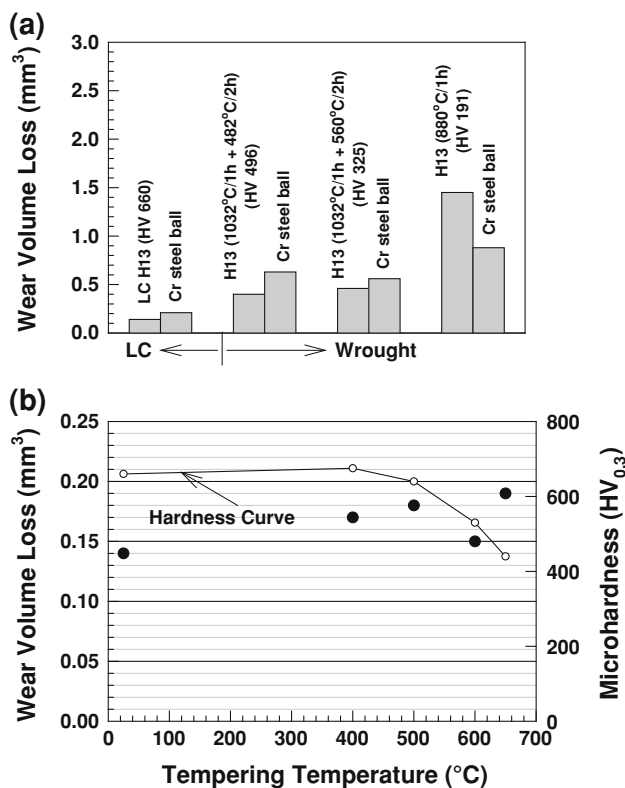 (a)
3.0
2.5
2.0
1.5
1.0
0.5
0.0
Wear Volume Loss (mm³)
LC H13 (HV 660)
Cr steel ball
H13 (1032°C/1h + 482°C/2h)
(HV 496)
Cr steel ball
H13 (1032°C/1h + 560°C/2h)
(HV 325)
Cr steel ball
H13 (880°C/1h)
(HV 191)
Cr steel ball
LC
Wrought
(b)
0.25
0.20
0.15
0.10
0.05
0.00
Wear Volume Loss (mm³)
Hardness Curve
800
600
400
200
0
Microhardness (HV₀.₃)
0 100 200 300 400 500 600 700
Tempering Temperature (°C)